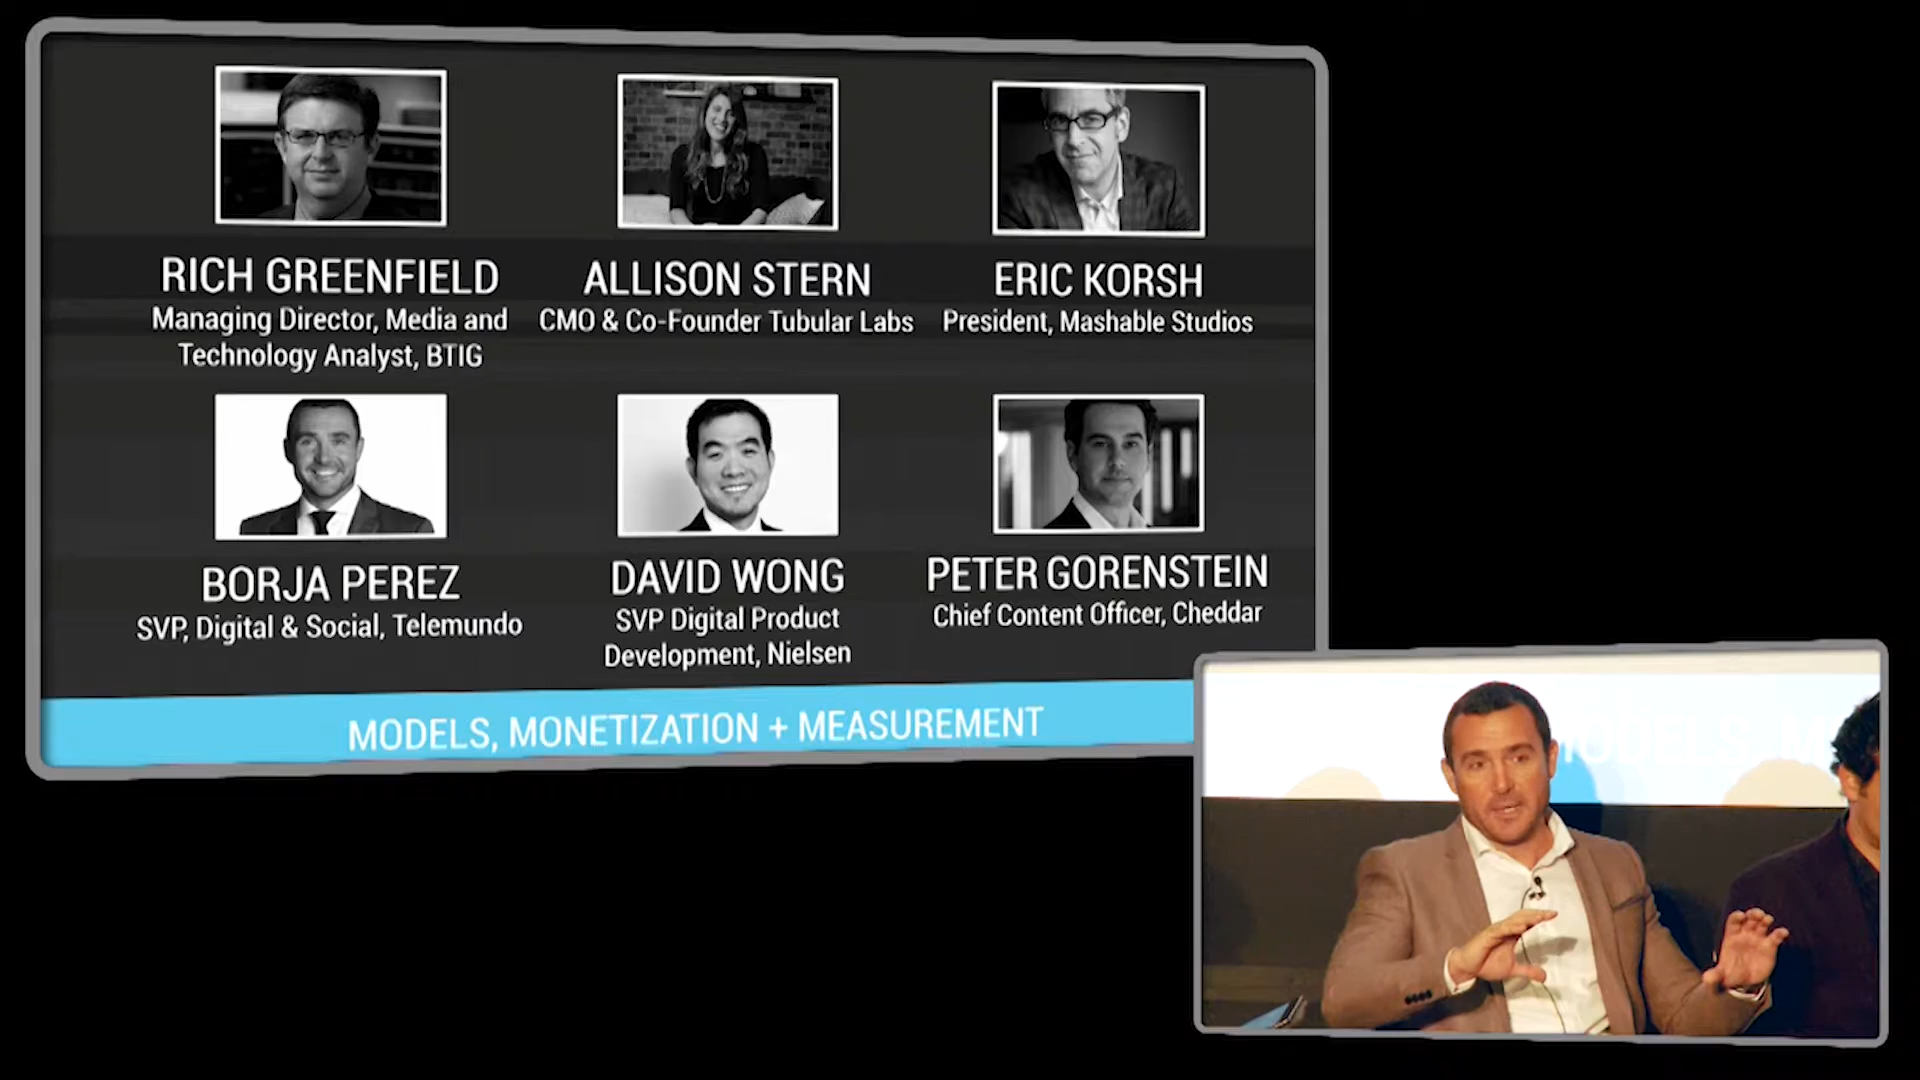 RICH GREENFIELD
Managing Director, Media and
Technology Analyst, BTIG
ALLISON STERN
CMO & Co-Founder Tubular Labs
ERIC KORSH
President, Mashable Studios
BORJA PEREZ
SVP, Digital & Social, Telemundo
DAVID WONG
SVP Digital Product
Development, Nielsen
PETER GORENSTEIN
Chief Content Officer, Cheddar
MODELS, MONETIZATION + MEASUREMENT
MODELS, M